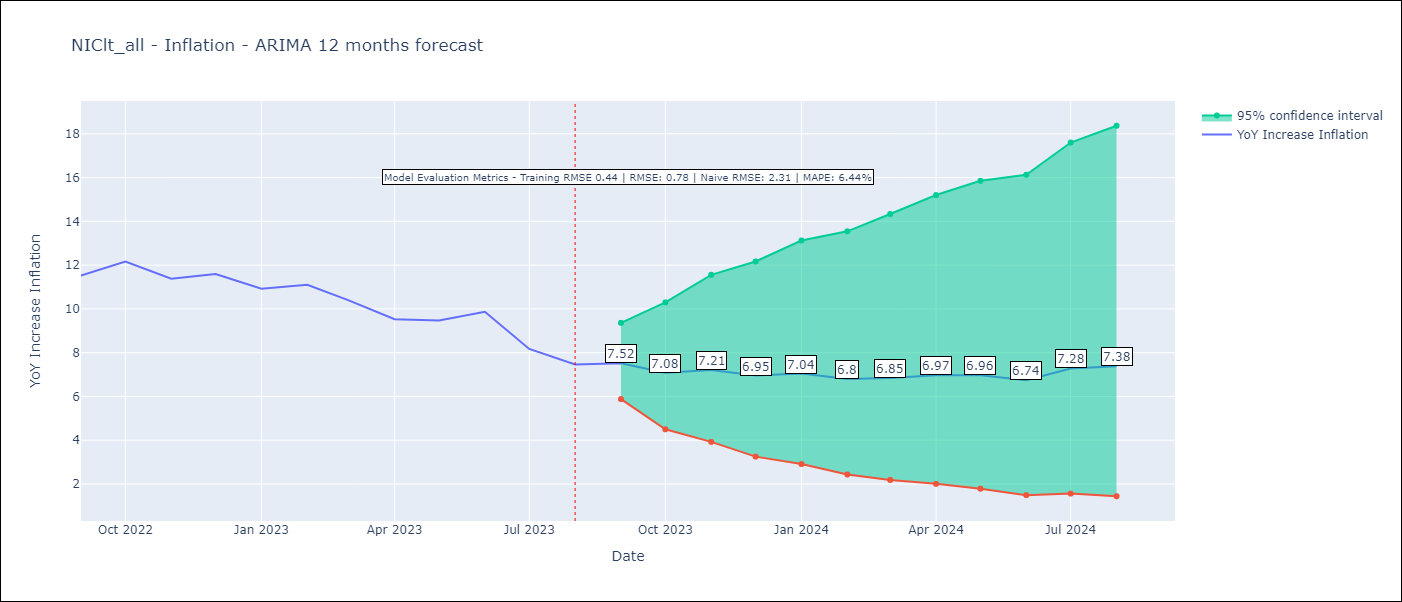 NIClt_all - Inflation - ARIMA 12 months forecast
95% confidence interval
YoY Increase Inflation
Model Evaluation Metrics - Training RMSE 0.44 | RMSE: 0.78 | Naive RMSE: 2.31 | MAPE: 6.44%
YoY Increase Inflation
18
16
14
12
10
8
6
4
2
7.52
7.08
7.21
6.95
7.04
6.8
6.85
6.97
6.96
6.74
7.28
7.38
Oct 2022
Jan 2023
Apr 2023
Jul 2023
Oct 2023
Jan 2024
Apr 2024
Jul 2024
Date